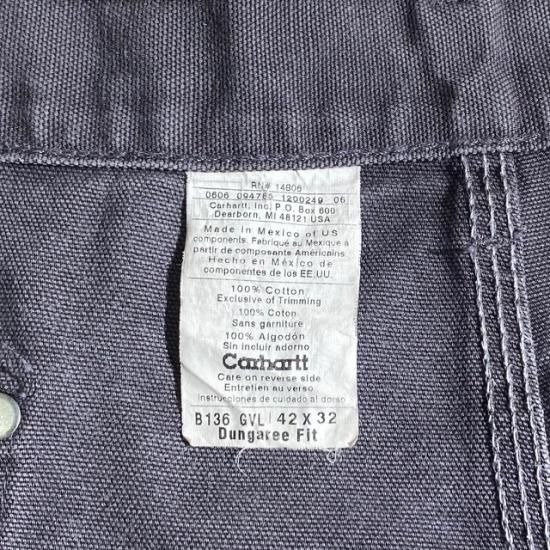 RN# 14806
0606 094765 1200249 06
Carhartt, Inc. P.O. Box 600
Dearborn, MI 48121 USA
Made in Mexico of US
components. Fabriqué au Mexique à
partir de composante Américains.
Hecho en México de
componentes de los EE.UU.
100% Cotton
Exclusive of Trimming
100% Coton
Sans garniture
100% Algodón
Sin incluir adorno
Carhartt
Care on reverse side
Entretien au verso
Instrucciones de cuidado al dorso
B136 GVL 42 X 32
Dungaree Fit